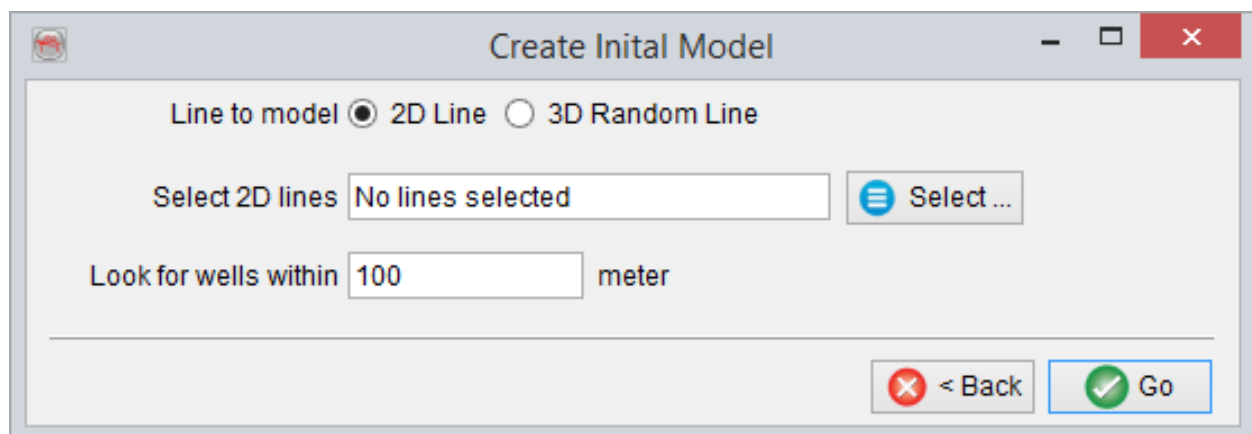 Create Inital Model
Line to model 2D Line 3D Random Line
Select 2D lines No lines selected Select ...
Look for wells within 100 meter
< Back Go